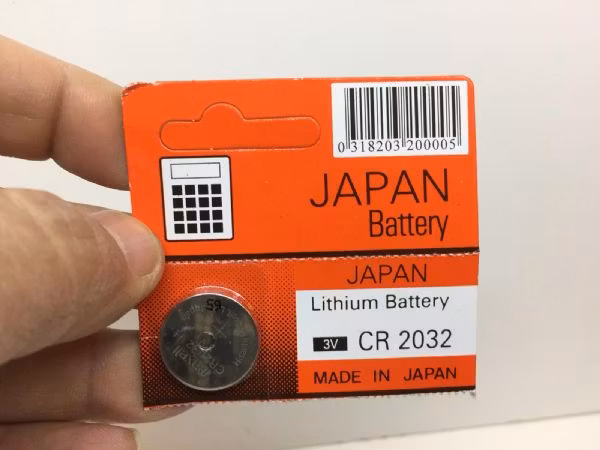 0 318203 200005
JAPAN
Battery
JAPAN
Lithium Battery
3V CR 2032
MADE IN JAPAN